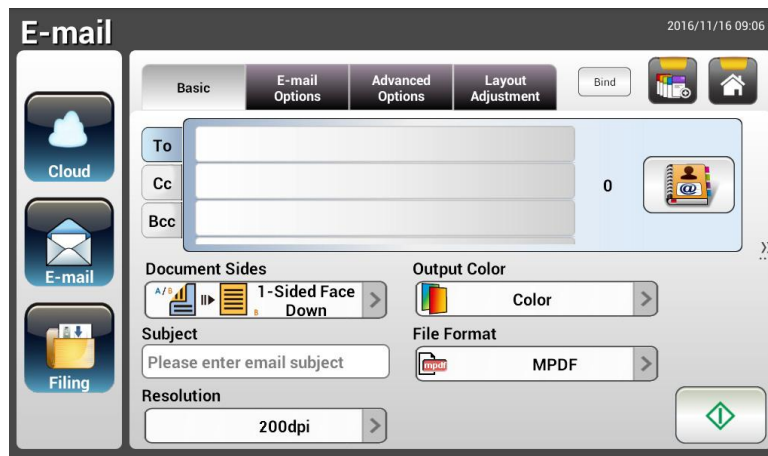 E-mail
2016/11/16 09:06
Basic
E-mail
Options
Advanced
Options
Layout
Adjustment
Bind
Cloud
E-mail
Filing
To
Cc
Bcc
0
@
Document Sides
Output Color
A/B
B
1-Sided Face
Down
Color
Subject
File Format
Please enter email subject
mpdf
MPDF
Resolution
200dpi